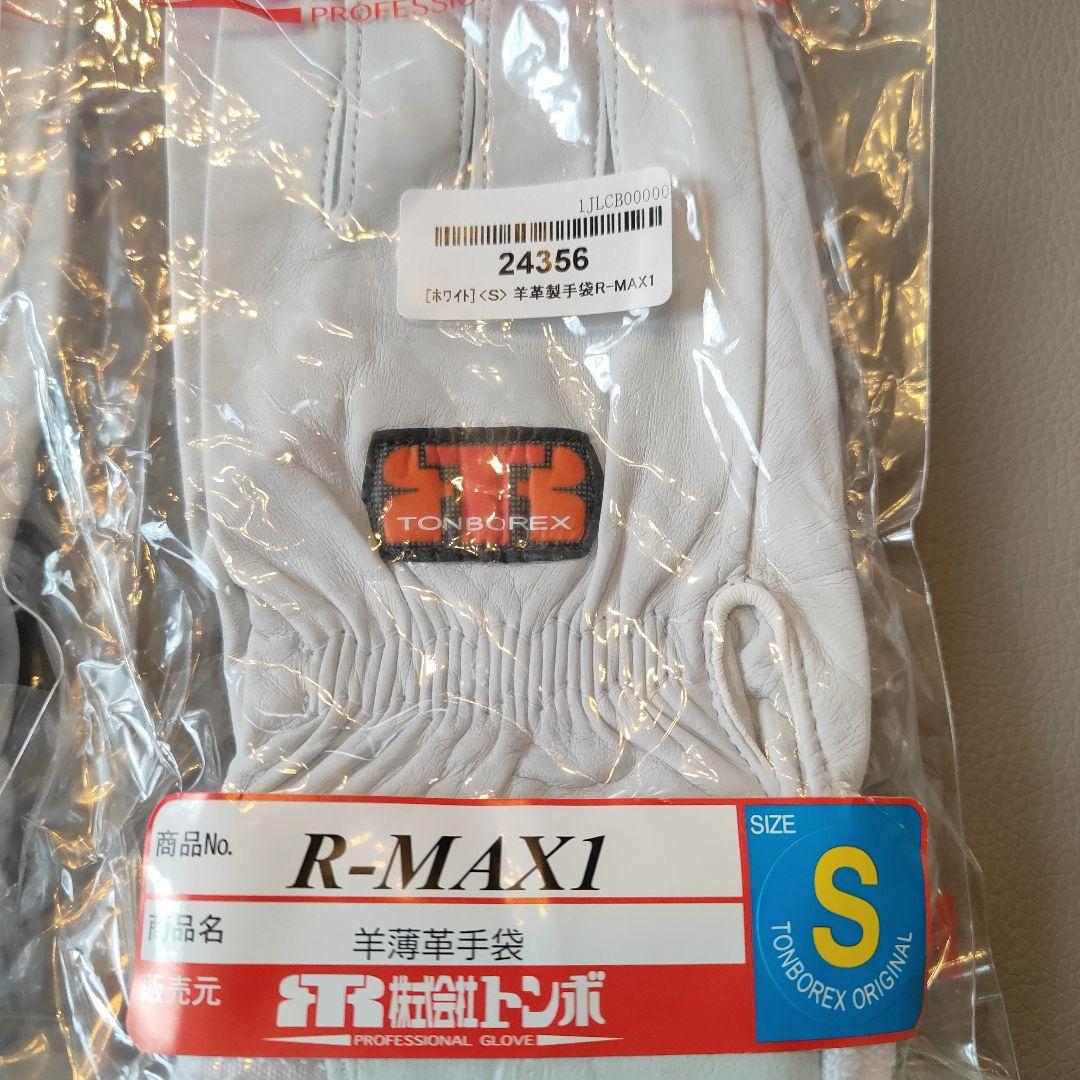 PROFESSION
1JLCB00000
24356
[ホワイト]<S> 羊革製手袋R-MAX1
TONBOREX
商品No.
R-MAX1
商品名
羊薄革手袋
販売元
株式会社トンボ
PROFESSIONAL GLOVE
SIZE
S
TONBOREX ORIGINAL